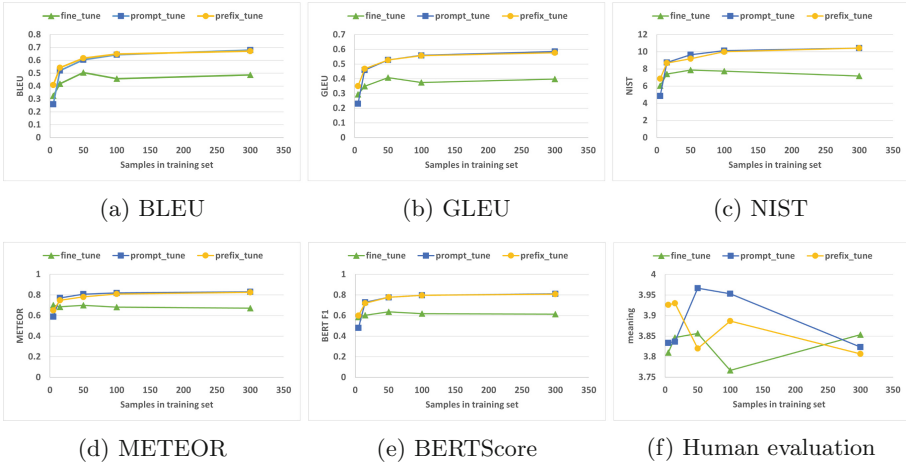 fine_tune prompt_tune prefix_tune
BLEU
0.8
0.7
0.6
0.5
0.4
0.3
0.2
0.1
0
0 50 100 150 200 250 300 350
Samples in training set
(a) BLEU
fine_tune prompt_tune prefix_tune
GLEU
0.7
0.6
0.5
0.4
0.3
0.2
0.1
0
0 50 100 150 200 250 300 350
Samples in training set
(b) GLEU
fine_tune prompt_tune prefix_tune
NIST
12
10
8
6
4
2
0
0 50 100 150 200 250 300 350
Samples in training set
(c) NIST
fine_tune prompt_tune prefix_tune
METEOR
1
0.8
0.6
0.4
0.2
0
0 50 100 150 200 250 300 350
Samples in training set
(d) METEOR
fine_tune prompt_tune prefix_tune
BERT F1
1
0.8
0.6
0.4
0.2
0
0 50 100 150 200 250 300 350
Samples in training set
(e) BERTScore
fine_tune prompt_tune prefix_tune
meaning
4
3.95
3.9
3.85
3.8
3.75
0 50 100 150 200 250 300 350
Samples in training set
(f) Human evaluation